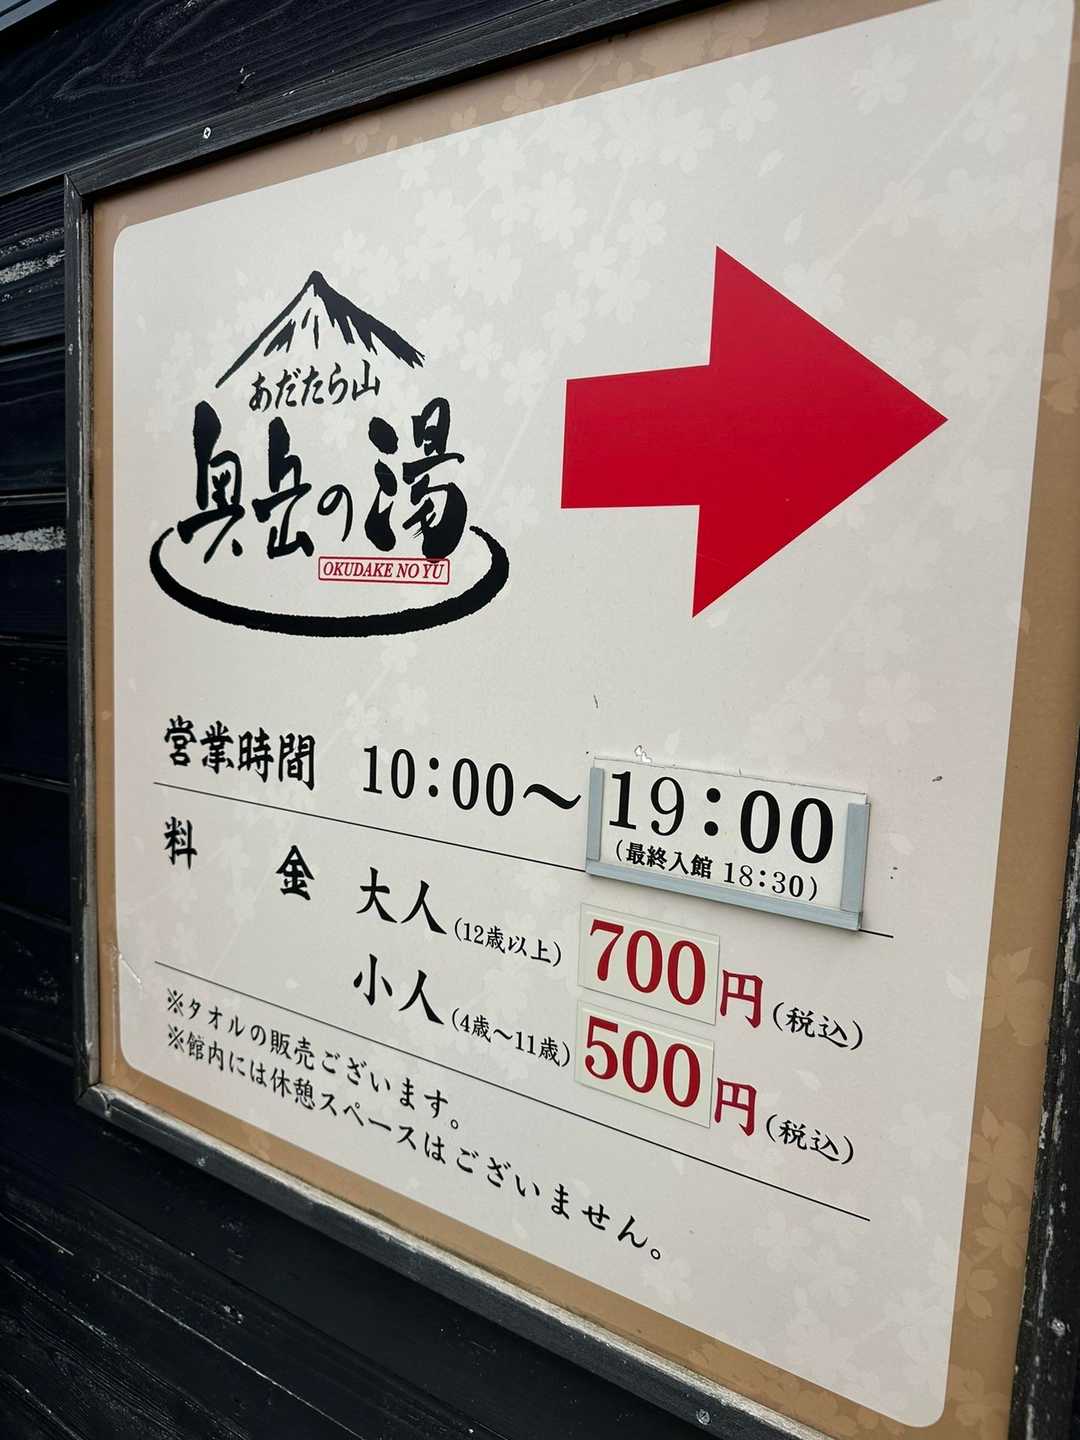 あだたら山
奥岳の湯
OKUDAKE NO YU
営業時間 10:00～19:00
（最終入館 18:30）
料金 大人（12歳以上） 700円（税込）
小人（4歳～11歳） 500円（税込）
※タオルの販売ございます。
※館内には休憩スペースはございません。